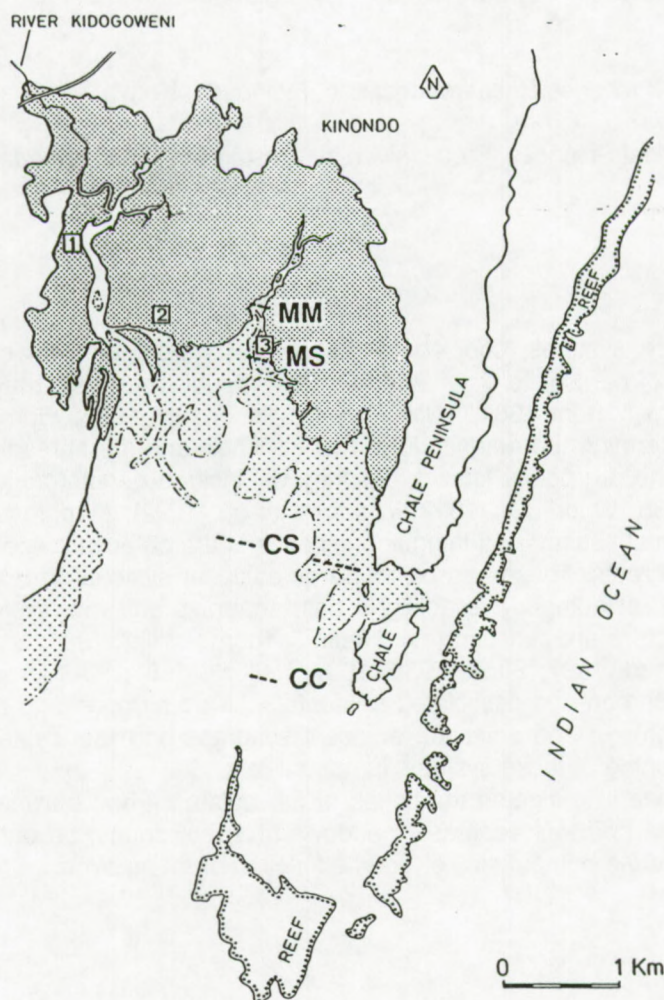 RIVER KIDOGOWENI
N
KINONDO
REEF
1
2
MM
3
MS
CHALE PENINSULA
CS
INDIAN OCEAN
CHALE
CC
REEF
0 1 Km